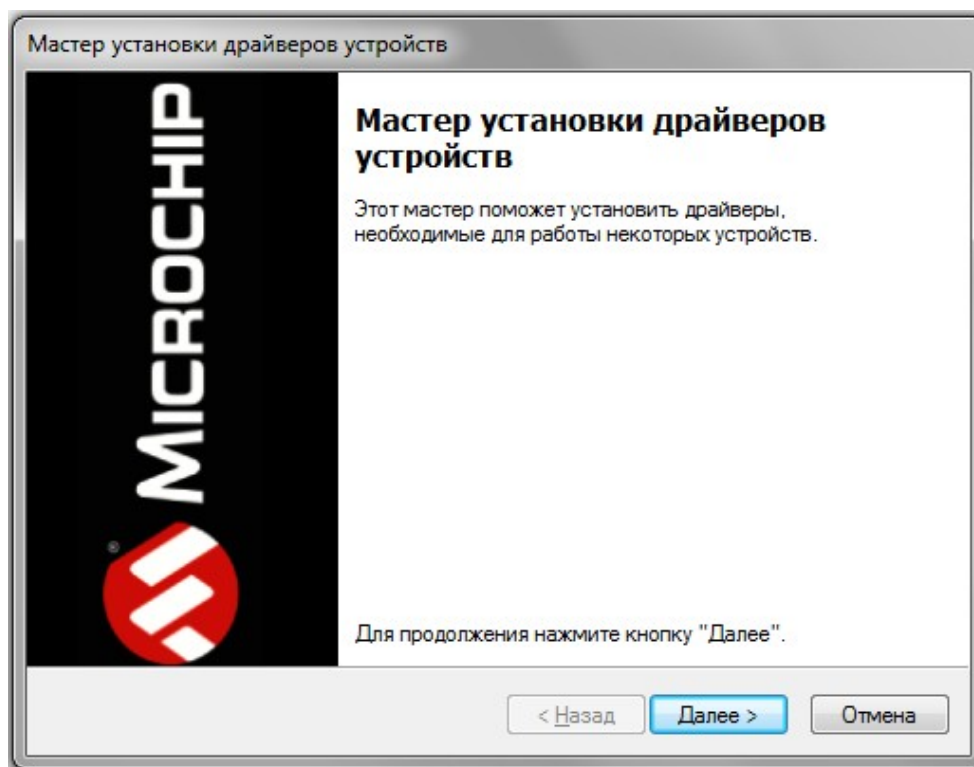 Мастер установки драйверов устройств
MICROCHIP
®
Мастер установки драйверов
устройств
Этот мастер поможет установить драйверы,
необходимые для работы некоторых устройств.
Для продолжения нажмите кнопку "Далее".
< Назад
Далее >
Отмена